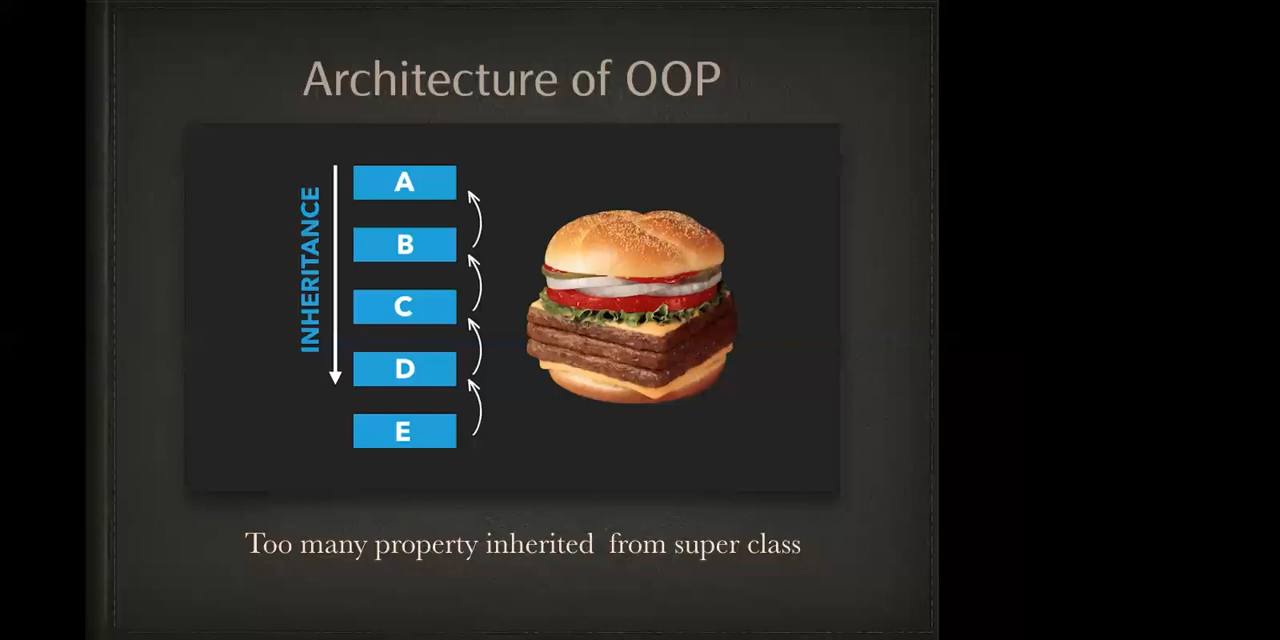 Architecture of OOP
INHERITANCE
A
B
C
D
E
Too many property inherited from super class